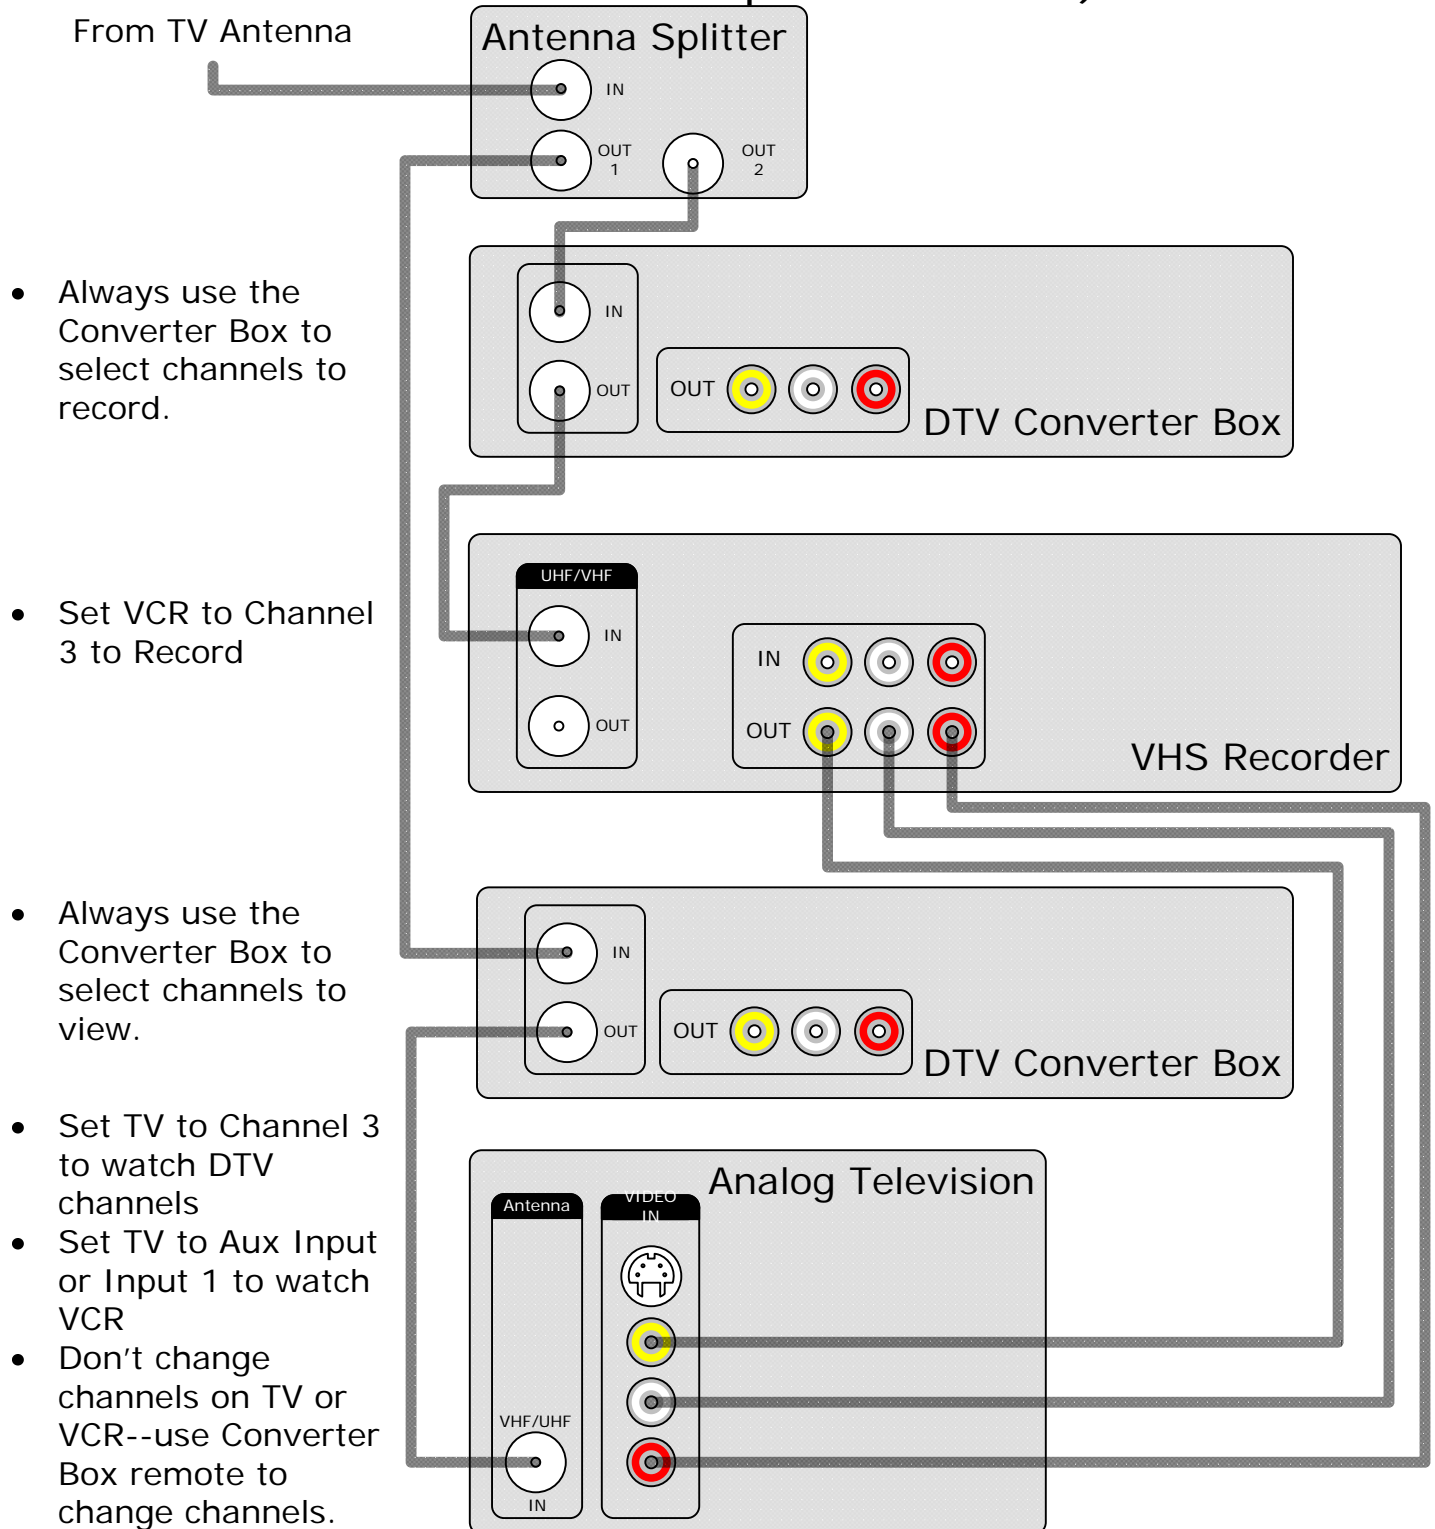 From TV Antenna
Antenna Splitter
IN
OUT
1
OUT
2
• Always use the
Converter Box to
select channels to
record.
IN
OUT
OUT
DTV Converter Box
• Set VCR to Channel
3 to Record
UHF/VHF
IN
OUT
IN
OUT
VHS Recorder
• Always use the
Converter Box to
select channels to
view.
IN
OUT
OUT
DTV Converter Box
• Set TV to Channel 3
to watch DTV
channels
• Set TV to Aux Input
or Input 1 to watch
VCR
• Don't change
channels on TV or
VCR--use Converter
Box remote to
change channels.
Analog Television
Antenna
VIDEO
IN
VHF/UHF
IN